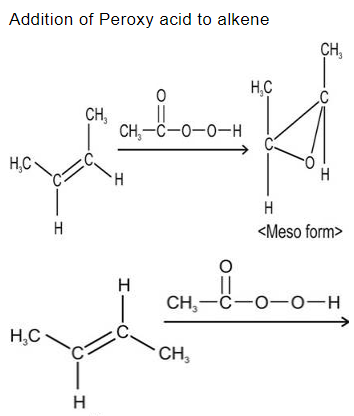 Addition of Peroxy acid to alkene
CH₃
H₃C
C
C
O
H
H
<Meso form>
O
CH₃—C—O—O—H
CH₃
H₃C
C
C
H
H
O
CH₃—C—O—O—H
H
H₃C
C
C
CH₃
H